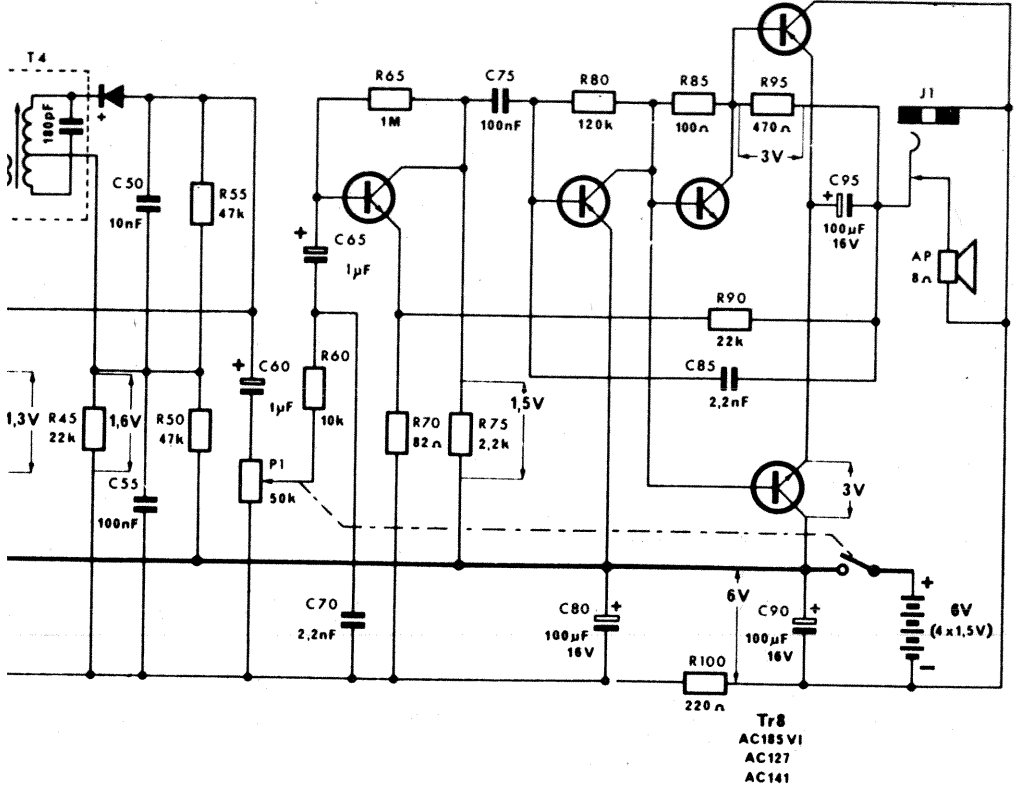 T4
180pF
+
C50
10nF
R55
47k
R65
1M
C75
100nF
R80
120k
R85
100Ω
R95
470Ω
3V
J1
+
C95
100µF
16V
AP
8Ω
+
C65
1µF
R60
10k
+
C60
1µF
R90
22k
C85
2,2nF
1,3V
R45
22k
1,6V
R50
47k
P1
50k
R70
82Ω
R75
2,2k
1,5V
3V
C55
100nF
C70
2,2nF
C80
+
100µF
16V
6V
C90
+
100µF
16V
+
6V
(4x1,5V)
−
R100
220Ω
Tr8
AC185VI
AC127
AC141